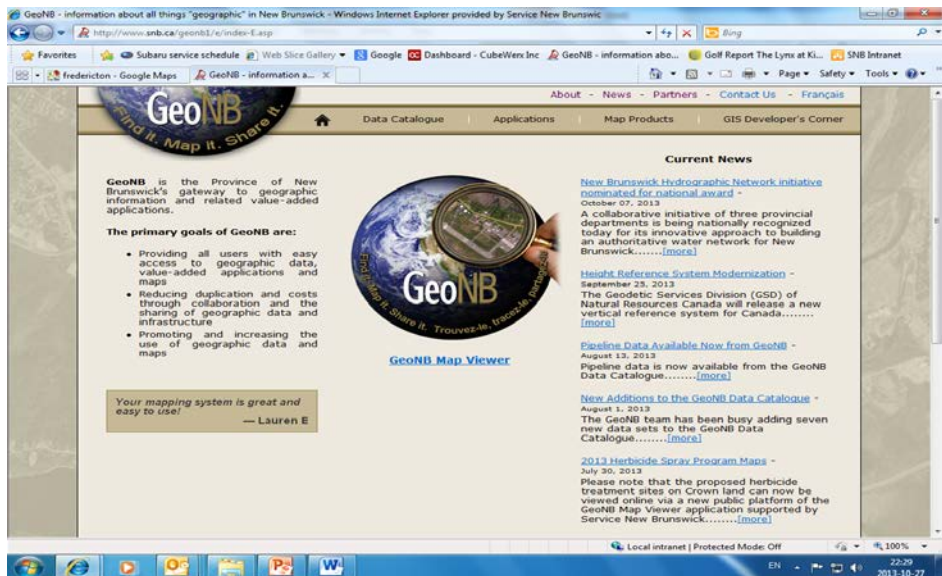 GeoNB - information about all things "geographic" in New Brunswick - Windows Internet Explorer provided by Service New Brunswic
http://www.snb.ca/geonb1/e/index-E.asp
Bing
Favorites
Subaru service schedule
Web Slice Gallery
Google
Dashboard - CubeWerx Inc
GeoNB - information abo...
Golf Report The Lynx at Ki...
SNB Intranet
fredericton - Google Maps
GeoNB - information a...
Page
Safety
Tools
About - News - Partners - Contact Us - Français
GeoNB
Find it. Map it. Share it.
Data Catalogue
Applications
Map Products
GIS Developer's Corner
GeoNB is the Province of New
Brunswick's gateway to geographic
information and related value-added
applications.
The primary goals of GeoNB are:
• Providing all users with easy
access to geographic data,
value-added applications and
maps
• Reducing duplication and costs
through collaboration and the
sharing of geographic data and
infrastructure
• Promoting and increasing the
use of geographic data and
maps
Your mapping system is great and
easy to use!
— Lauren E
GeoNB
Find it. Map it. Share it. Trouvez-le, tracez-le, partagez-le
GeoNB Map Viewer
Current News
New Brunswick Hydrographic Network initiative
nominated for national award -
October 07, 2013
A collaborative initiative of three provincial
departments is being nationally recognized
today for its innovative approach to building
an authoritative water network for New
Brunswick.......[more]
Height Reference System Modernization -
September 25, 2013
The Geodetic Services Division (GSD) of
Natural Resources Canada will release a new
vertical reference system for Canada........
[more]
Pipeline Data Available Now from GeoNB -
August 13, 2013
Pipeline data is now available from the GeoNB
Data Catalogue........[more]
New Additions to the GeoNB Data Catalogue -
August 1, 2013
The GeoNB team has been busy adding seven
new data sets to the GeoNB Data
Catalogue........[more]
2013 Herbicide Spray Program Maps -
July 30, 2013
Please note that the proposed herbicide
treatment sites on Crown land can now be
viewed online via a new public platform of the
GeoNB Map Viewer application supported by
Service New Brunswick........[more]
Local intranet | Protected Mode: Off
100%
EN
22:29
2013-10-27